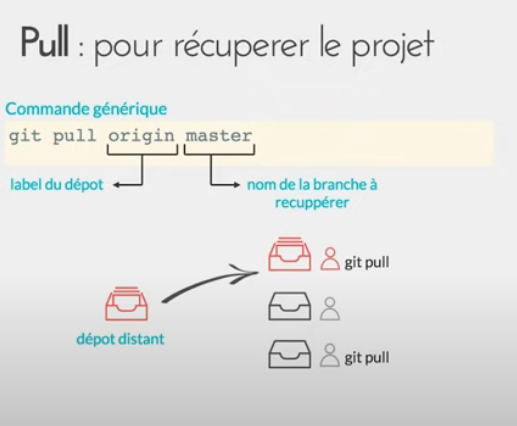 Pull : pour récuperer le projet
Commande générique
git pull origin master
label du dépot
nom de la branche à
recuppérer
git pull
dépot distant
git pull